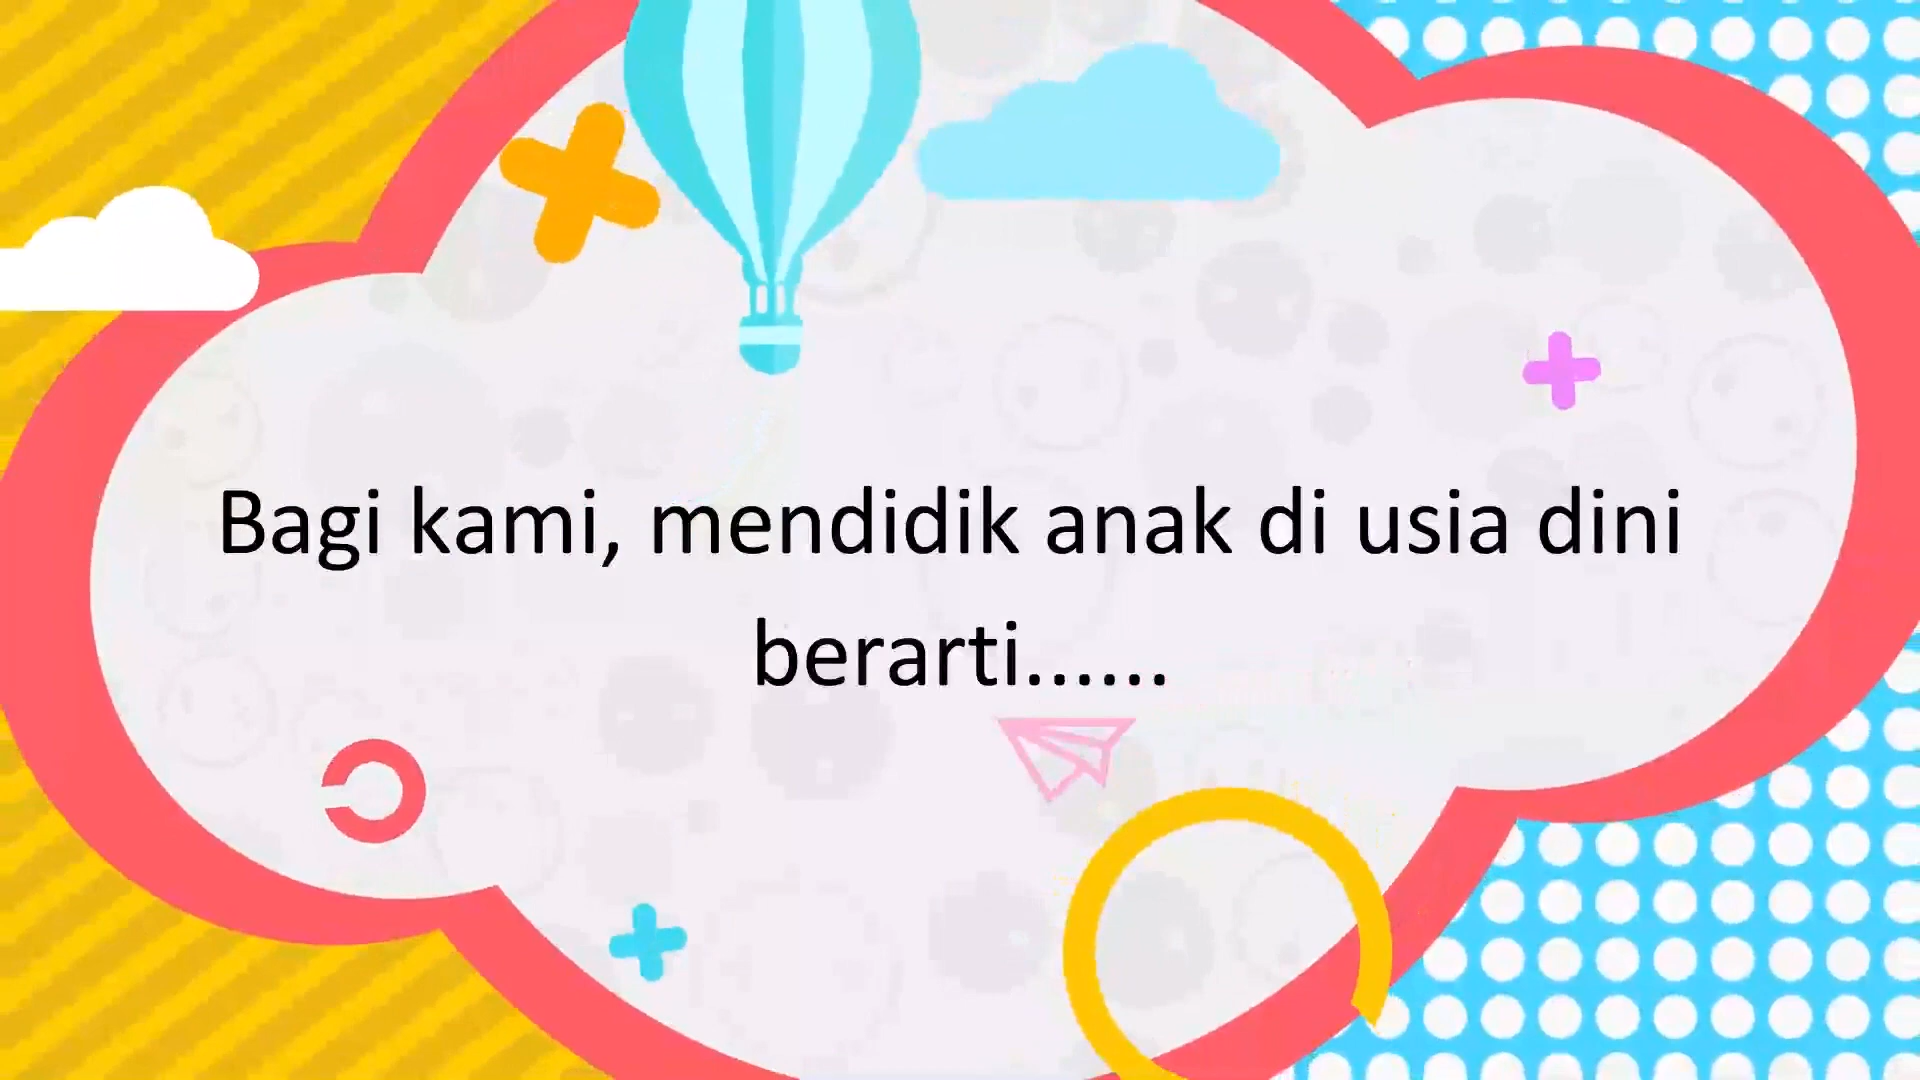 Bagi kami, mendidik anak di usia dini
berarti......